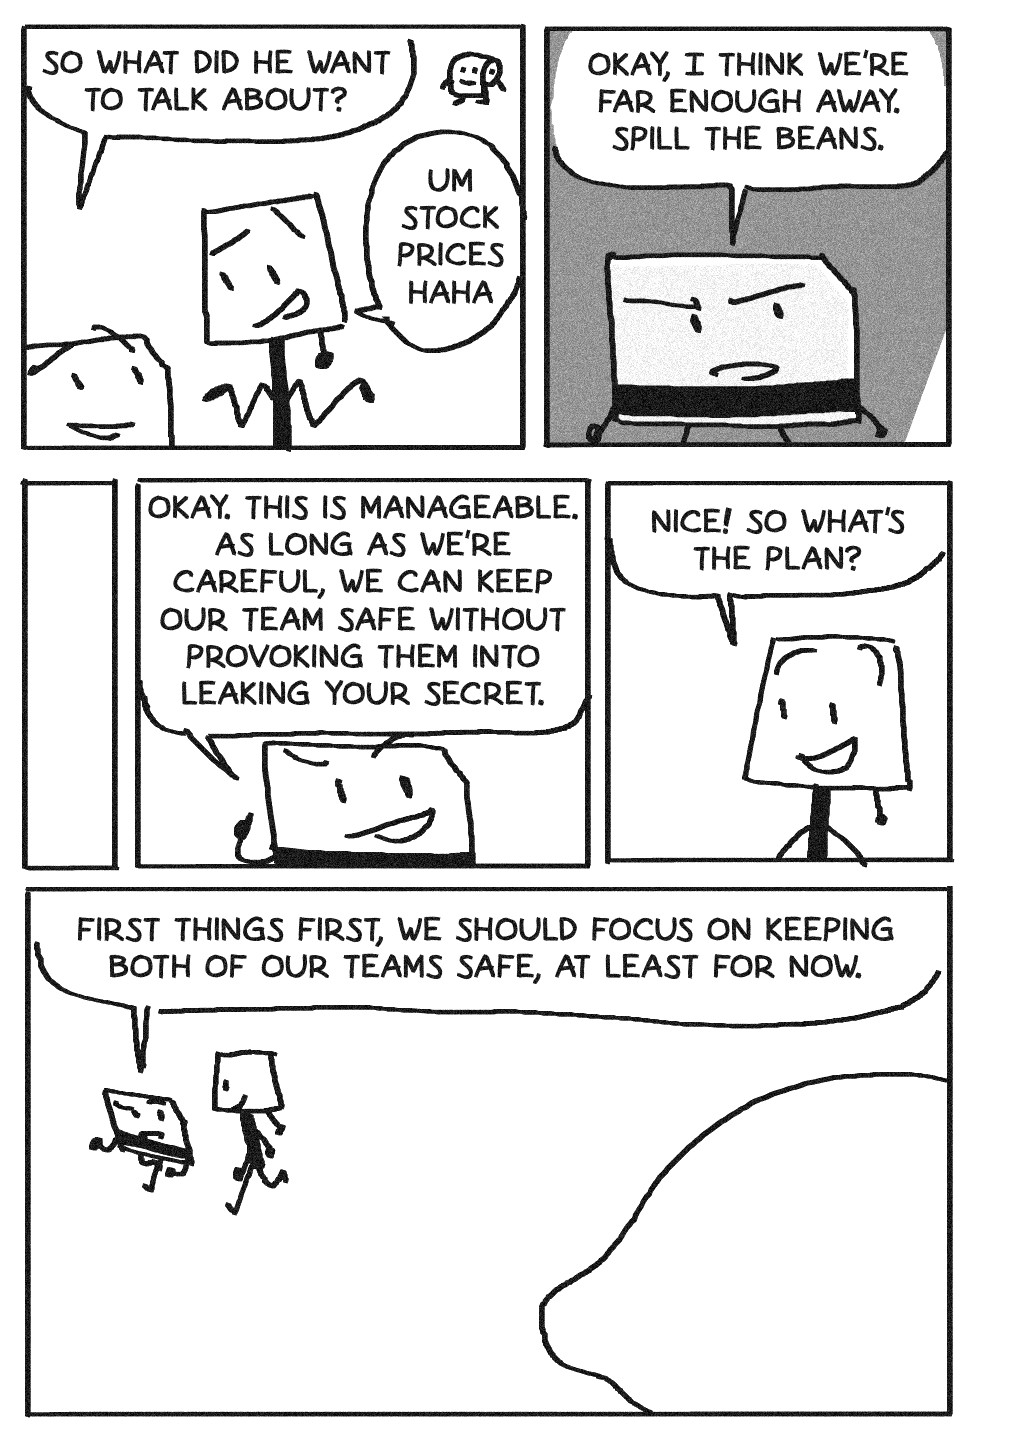 SO WHAT DID HE WANT
TO TALK ABOUT?
UM
STOCK
PRICES
HAHA
OKAY, I THINK WE'RE
FAR ENOUGH AWAY.
SPILL THE BEANS.
OKAY. THIS IS MANAGEABLE.
AS LONG AS WE'RE
CAREFUL, WE CAN KEEP
OUR TEAM SAFE WITHOUT
PROVOKING THEM INTO
LEAKING YOUR SECRET.
NICE! SO WHAT'S
THE PLAN?
FIRST THINGS FIRST, WE SHOULD FOCUS ON KEEPING
BOTH OF OUR TEAMS SAFE, AT LEAST FOR NOW.